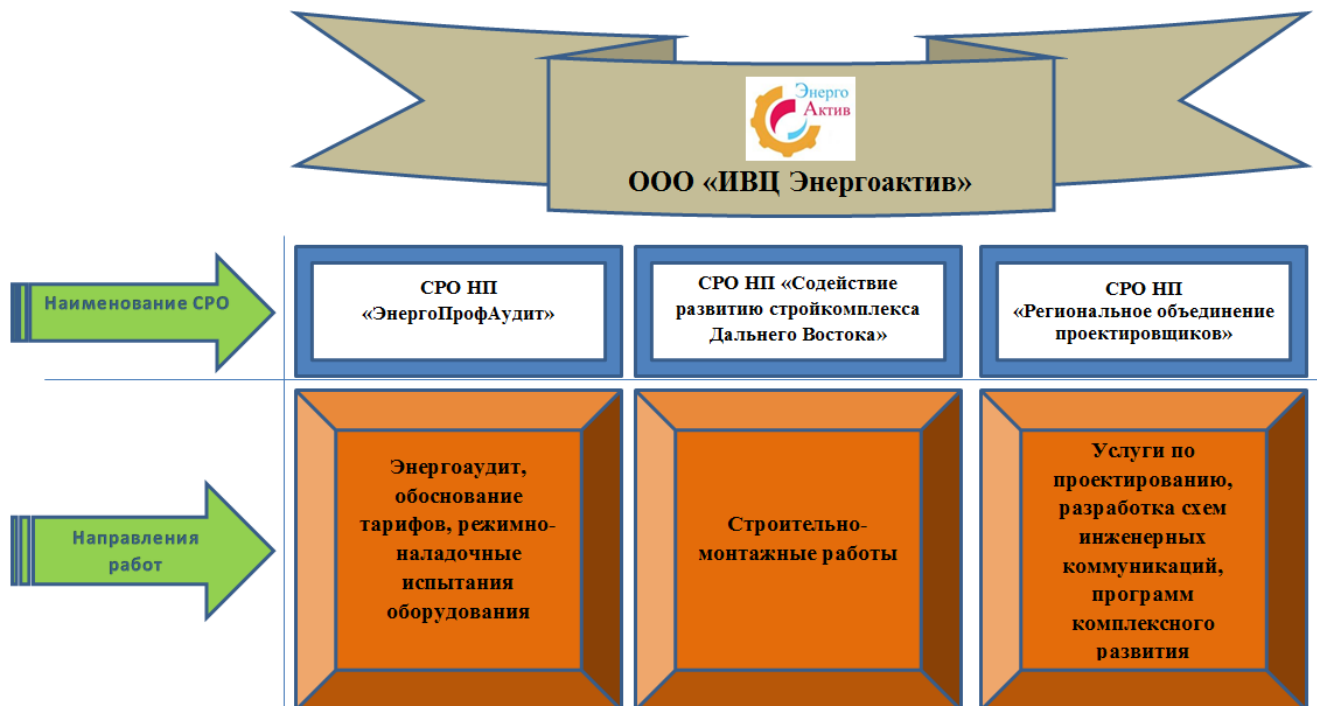 Энерго
Актив
ООО «ИВЦ Энергоактив»
Наименование СРО
СРО НП
«ЭнергоПрофАудит»
СРО НП «Содействие
развитию стройкомплекса
Дальнего Востока»
СРО НП
«Региональное объединение
проектировщиков»
Направления
работ
Энергоаудит,
обоснование
тарифов, режимно-
наладочные
испытания
оборудования
Строительно-
монтажные работы
Услуги по
проектированию,
разработка схем
инженерных
коммуникаций,
программ
комплексного
развития